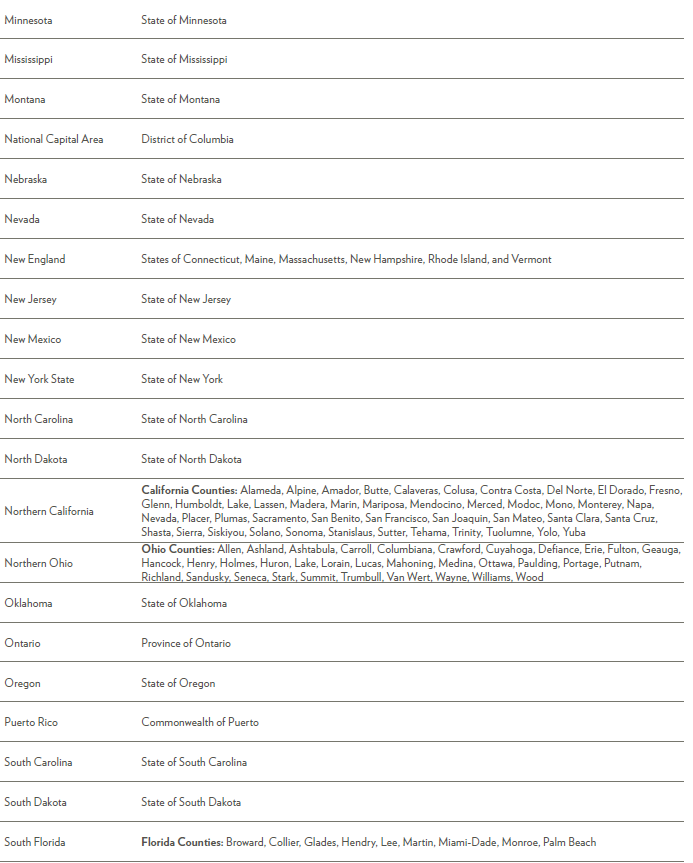 Minnesota State of Minnesota
Mississippi State of Mississippi
Montana State of Montana
National Capital Area District of Columbia
Nebraska State of Nebraska
Nevada State of Nevada
New England States of Connecticut, Maine, Massachusetts, New Hampshire, Rhode Island, and Vermont
New Jersey State of New Jersey
New Mexico State of New Mexico
New York State State of New York
North Carolina State of North Carolina
North Dakota State of North Dakota
Northern California
California Counties: Alameda, Alpine, Amador, Butte, Calaveras, Colusa, Contra Costa, Del Norte, El Dorado, Fresno,
Glenn, Humboldt, Lake, Lassen, Madera, Marin, Mariposa, Mendocino, Merced, Modoc, Mono, Monterey, Napa,
Nevada, Placer, Plumas, Sacramento, San Benito, San Francisco, San Joaquin, San Mateo, Santa Clara, Santa Cruz,
Shasta, Sierra, Siskiyou, Solano, Sonoma, Stanislaus, Sutter, Tehama, Trinity, Tuolumne, Yolo, Yuba
Northern Ohio
Ohio Counties: Allen, Ashland, Ashtabula, Carroll, Columbiana, Crawford, Cuyahoga, Defiance, Erie, Fulton, Geauga,
Hancock, Henry, Holmes, Huron, Lake, Lorain, Lucas, Mahoning, Medina, Ottawa, Paulding, Portage, Putnam,
Richland, Sandusky, Seneca, Stark, Summit, Trumbull, Van Wert, Wayne, Williams, Wood
Oklahoma State of Oklahoma
Ontario Province of Ontario
Oregon State of Oregon
Puerto Rico Commonwealth of Puerto
South Carolina State of South Carolina
South Dakota State of South Dakota
South Florida Florida Counties: Broward, Collier, Glades, Hendry, Lee, Martin, Miami-Dade, Monroe, Palm Beach